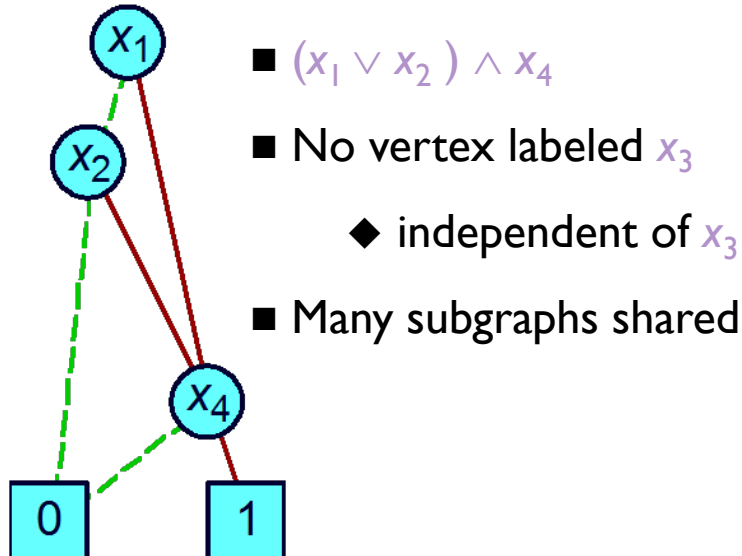 x₁
■ (x₁ ∨ x₂ ) ∧ x₄
x₂
■ No vertex labeled x₃
◆ independent of x₃
■ Many subgraphs shared
x₄
0
1